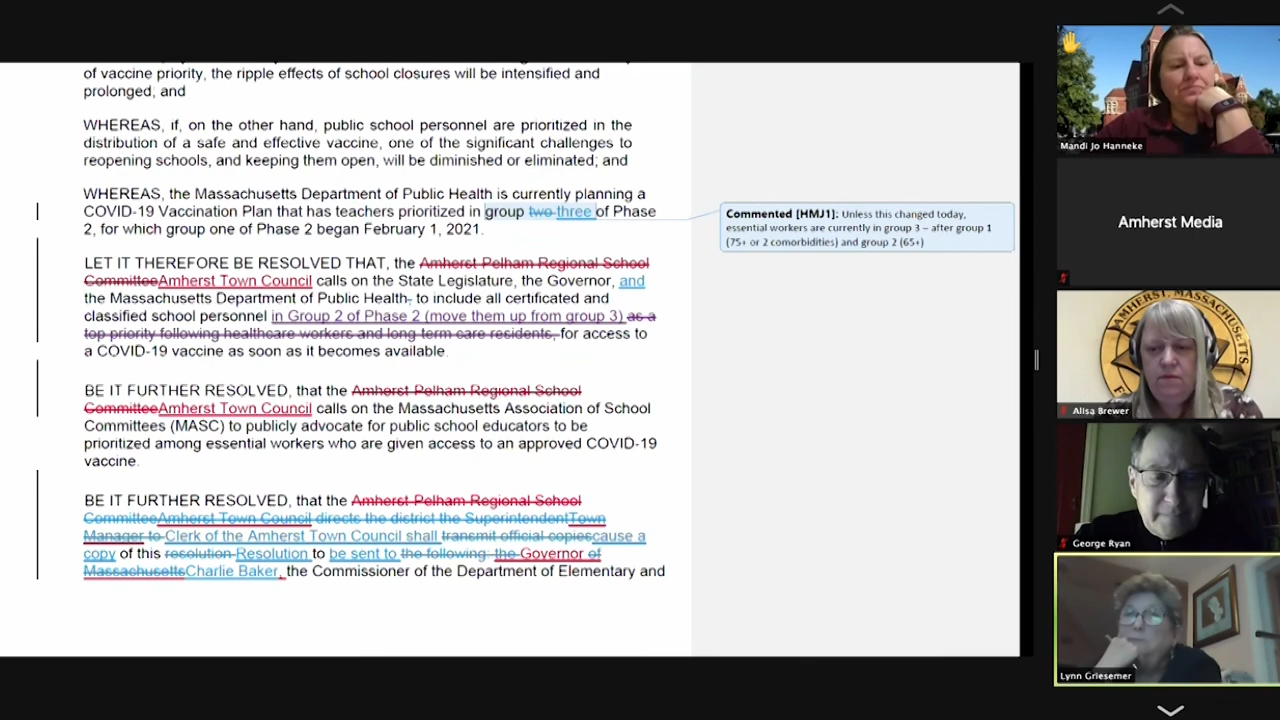 of vaccine priority, the ripple effects of school closures will be intensified and
prolonged; and
WHEREAS, if, on the other hand, public school personnel are prioritized in the
distribution of a safe and effective vaccine, one of the significant challenges to
reopening schools, and keeping them open, will be diminished or eliminated; and
WHEREAS, the Massachusetts Department of Public Health is currently planning a
COVID-19 Vaccination Plan that has teachers prioritized in group two three of Phase
2, for which group one of Phase 2 began February 1, 2021.
LET IT THEREFORE BE RESOLVED THAT, the Amherst-Pelham Regional School
CommitteeAmherst Town Council calls on the State Legislature, the Governor, and
the Massachusetts Department of Public Health, to include all certificated and
classified school personnel in Group 2 of Phase 2 (move them up from group 3) as a
top priority following healthcare workers and long term care residents, for access to
a COVID-19 vaccine as soon as it becomes available.
BE IT FURTHER RESOLVED, that the Amherst-Pelham Regional School
CommitteeAmherst Town Council calls on the Massachusetts Association of School
Committees (MASC) to publicly advocate for public school educators to be
prioritized among essential workers who are given access to an approved COVID-19
vaccine.
BE IT FURTHER RESOLVED, that the Amherst-Pelham Regional School
CommitteeAmherst Town Council directs the district the SuperintendentTown
Manager to Clerk of the Amherst Town Council shall transmit official copiescause a
copy of this resolution Resolution to be sent to the following: the Governor of
MassachusettsCharlie Baker, the Commissioner of the Department of Elementary and
Commented [HMJ1]: Unless this changed today,
essential workers are currently in group 3 – after group 1
(75+ or 2 comorbidities) and group 2 (65+)
Mandi Jo Hanneke
Amherst Media
AMHERST, MASSACHUSETTS
Alisa Brewer
George Ryan
Lynn Griesemer